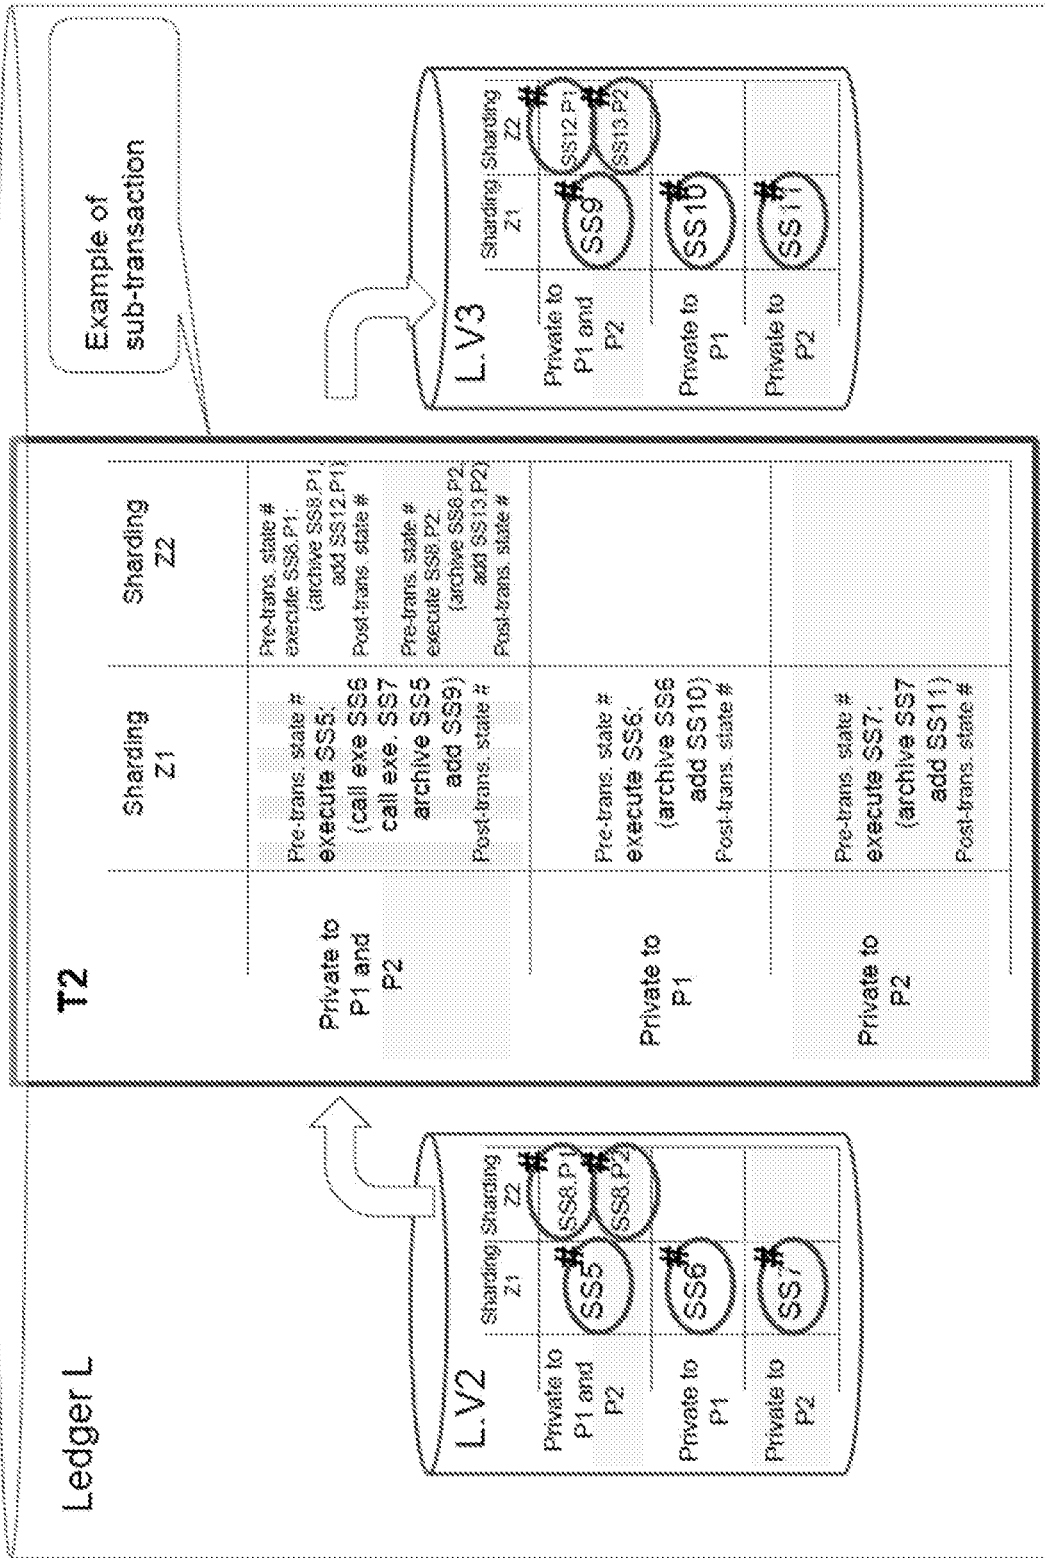 Ledger L
L.V2
Sharding Z1
Sharding Z2
Private to
P1 and
P2
#
SS5
#
SS8.P1
#
SS8.P2
Private to
P1
#
SS6
Private to
P2
#
SS7
T2
Sharding
Z1
Sharding
Z2
Private to
P1 and
P2
Pre-trans. state #
execute SS5:
(call exe SS6
call exe. SS7
archive SS5
add SS9)
Post-trans. state #
Pre-trans. state #
execute SS8.P1:
(archive SS8.P1,
add SS12.P1)
Post-trans. state #
Pre-trans. state #
execute SS8.P2:
(archive SS8.P2,
add SS13.P2)
Post-trans. state #
Private to
P1
Pre-trans. state #
execute SS6:
(archive SS6
add SS10)
Post-trans. state #
Private to
P2
Pre-trans. state #
execute SS7:
(archive SS7
add SS11)
Post-trans. state #
Example of
sub-transaction
L.V3
Sharding Z1
Sharding Z2
Private to
P1 and
P2
#
SS9
#
SS12.P1
#
SS13.P2
Private to
P1
#
SS10
Private to
P2
#
SS11